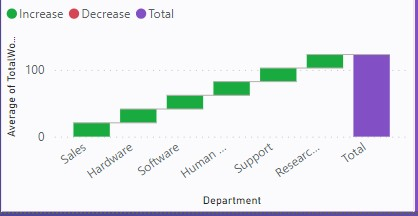 Increase Decrease Total
Average of TotalWo...
100
0
Sales
Hardware
Software
Human ...
Support
Researc...
Total
Department